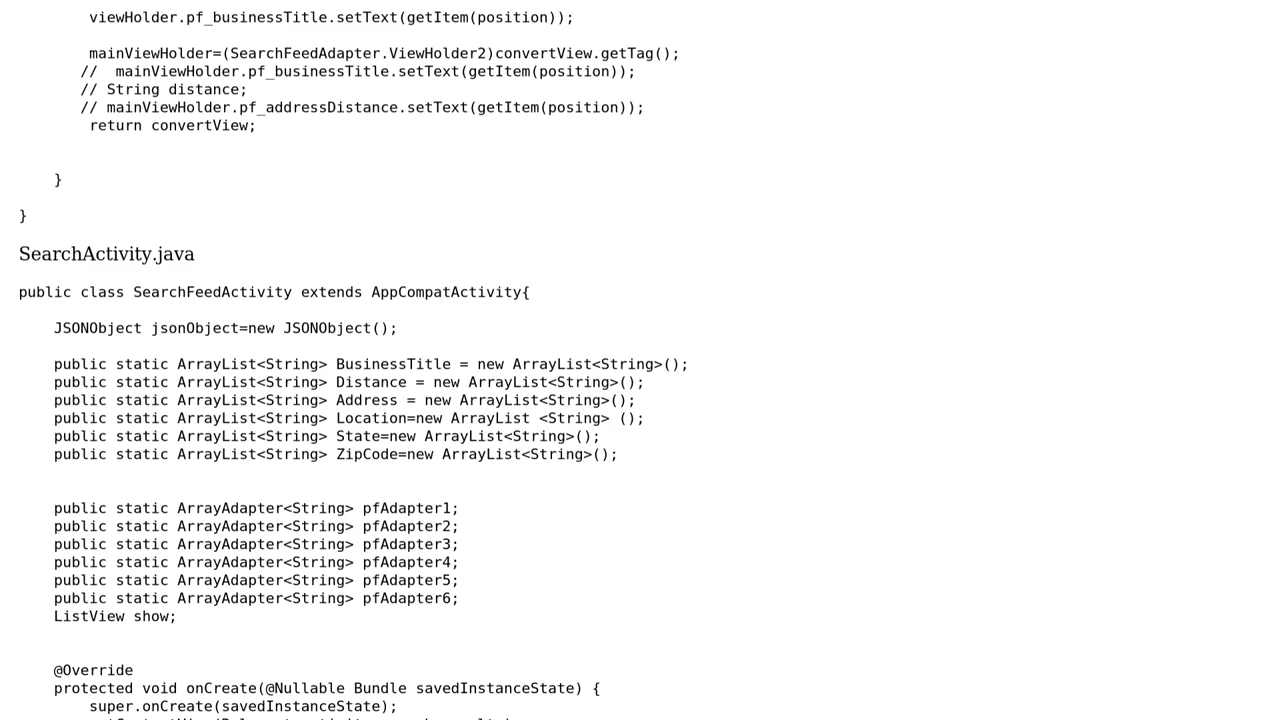 viewHolder.pf_businessTitle.setText(getItem(position));
mainViewHolder=(SearchFeedAdapter.ViewHolder2)convertView.getTag();
//  mainViewHolder.pf_businessTitle.setText(getItem(position));
// String distance;
// mainViewHolder.pf_addressDistance.setText(getItem(position));
return convertView;
}
}
SearchActivity.java
public class SearchFeedActivity extends AppCompatActivity{
JSONObject jsonObject=new JSONObject();
public static ArrayList<String> BusinessTitle = new ArrayList<String>();
public static ArrayList<String> Distance = new ArrayList<String>();
public static ArrayList<String> Address = new ArrayList<String>();
public static ArrayList<String> Location=new ArrayList <String> ();
public static ArrayList<String> State=new ArrayList<String>();
public static ArrayList<String> ZipCode=new ArrayList<String>();
public static ArrayAdapter<String> pfAdapter1;
public static ArrayAdapter<String> pfAdapter2;
public static ArrayAdapter<String> pfAdapter3;
public static ArrayAdapter<String> pfAdapter4;
public static ArrayAdapter<String> pfAdapter5;
public static ArrayAdapter<String> pfAdapter6;
ListView show;
@Override
protected void onCreate(@Nullable Bundle savedInstanceState) {
super.onCreate(savedInstanceState);